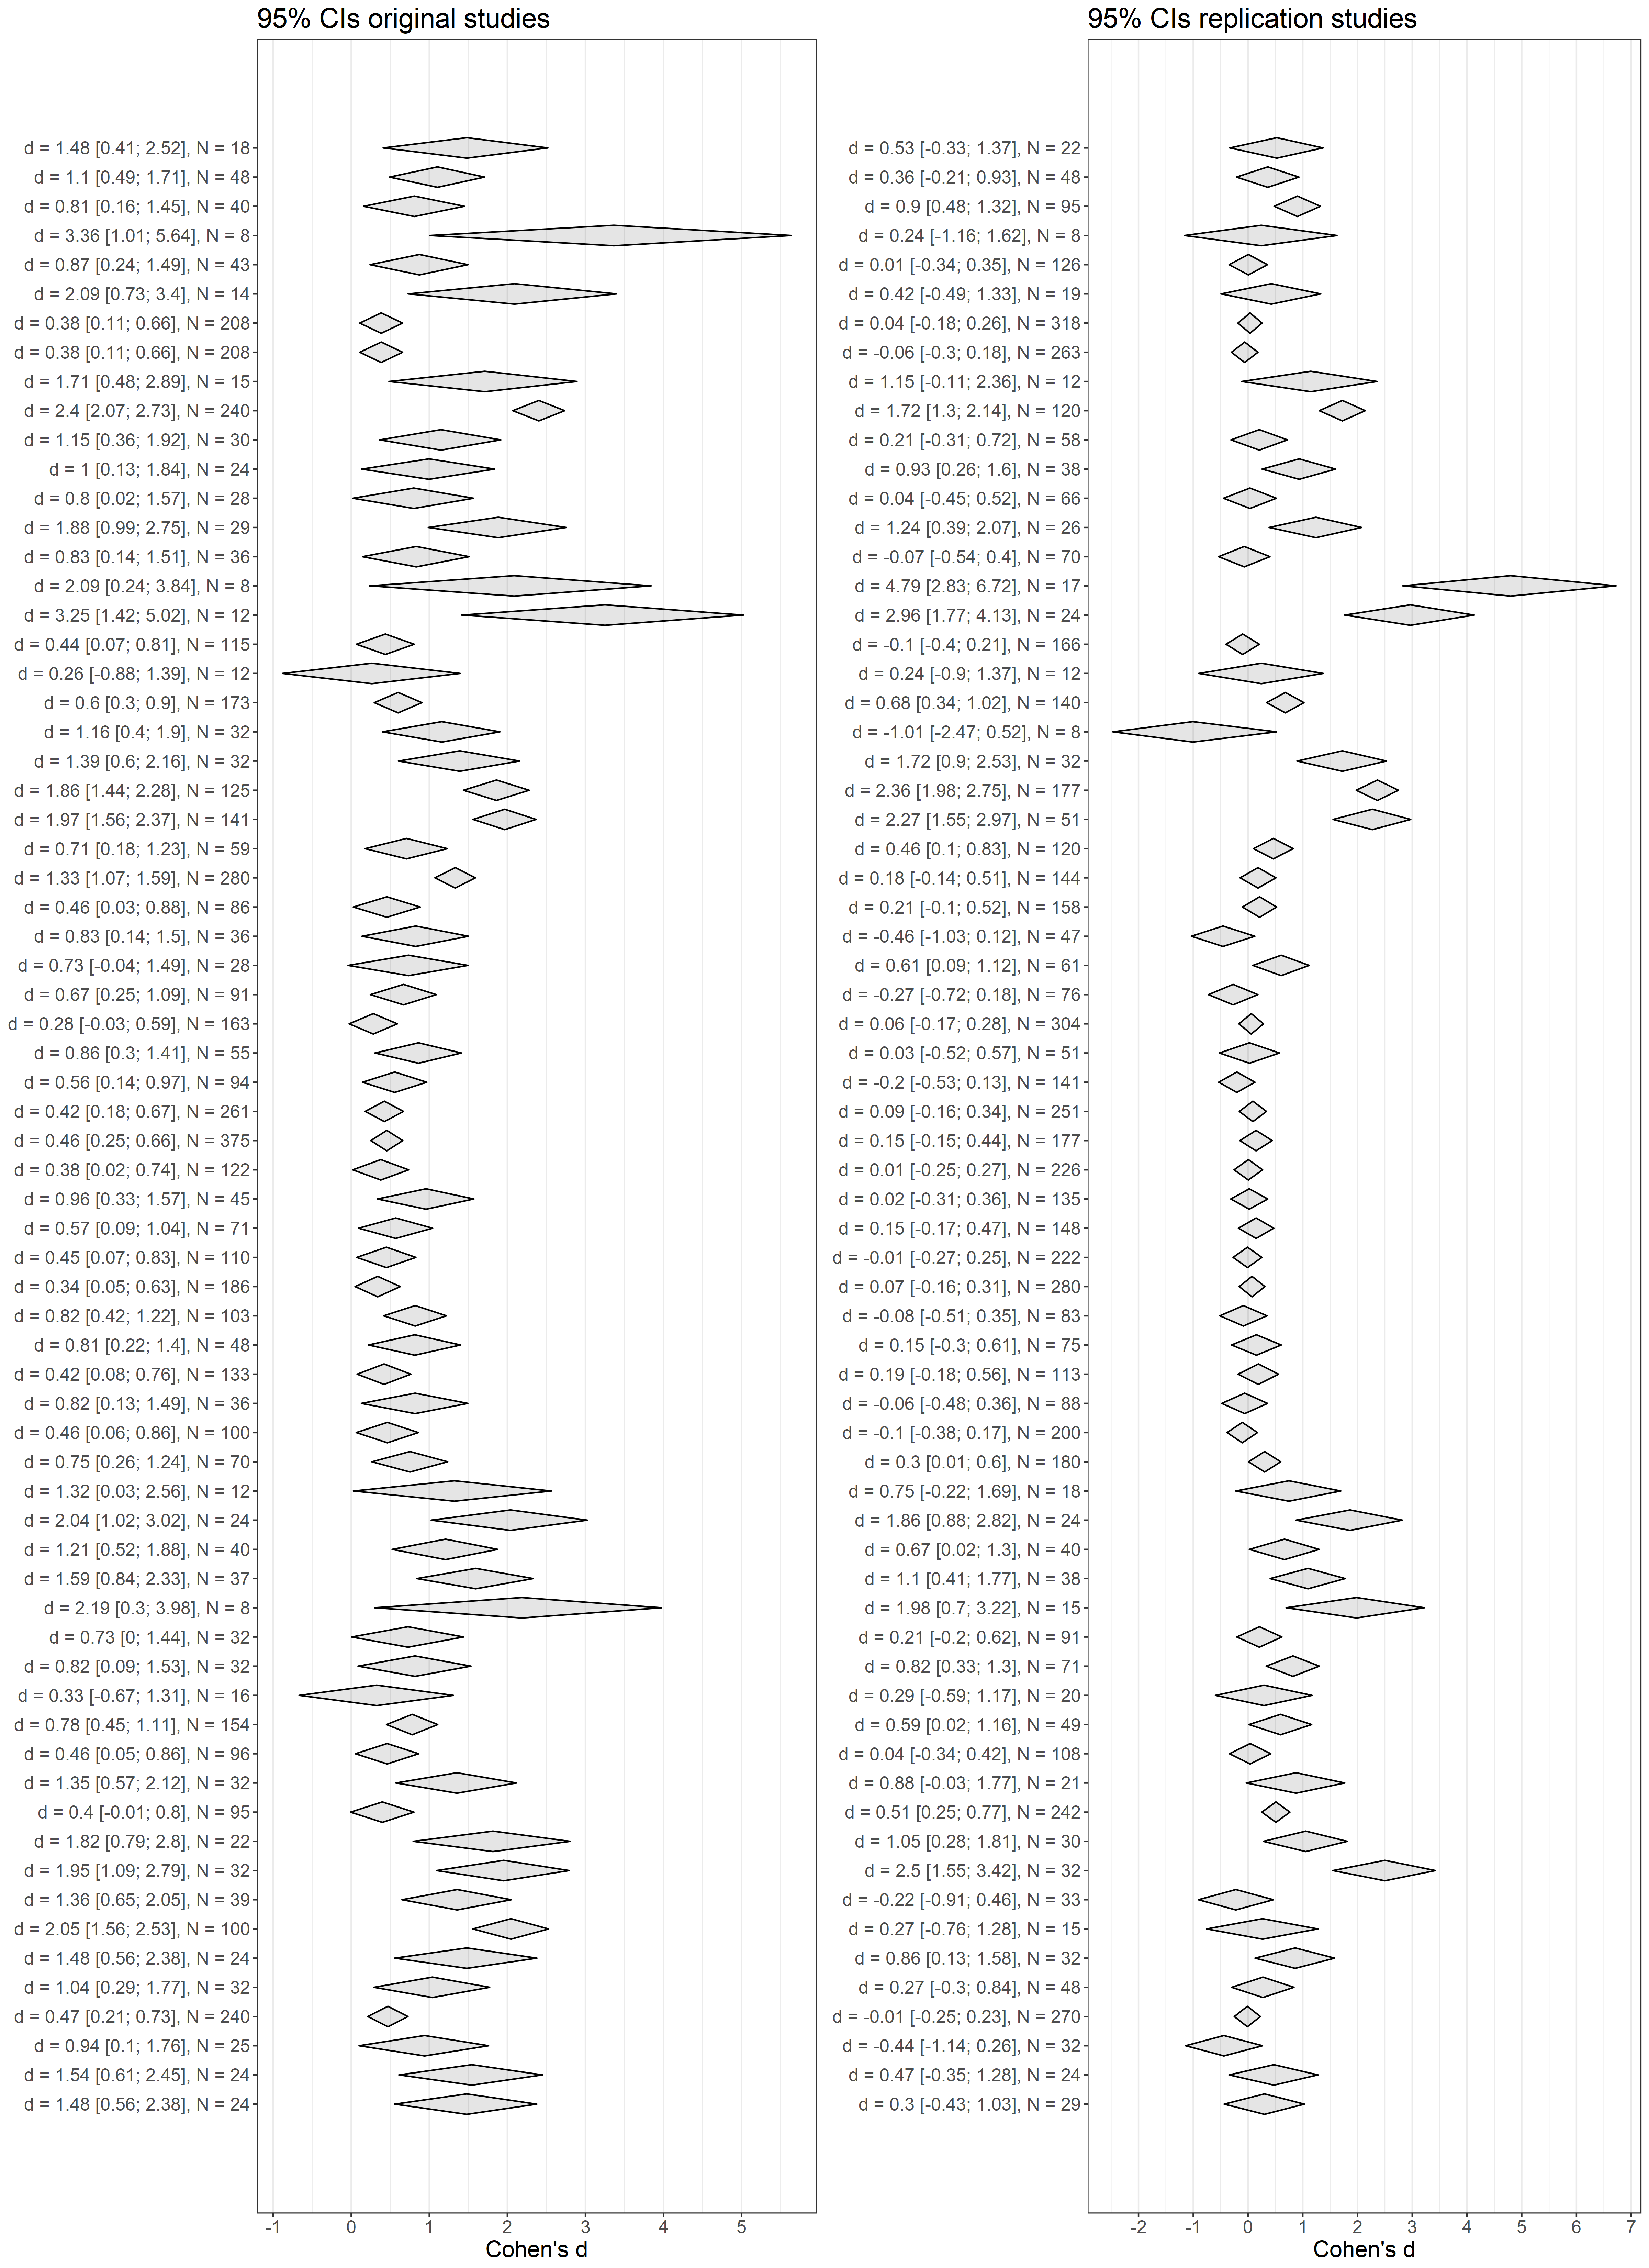 95% CIs original studies
d = 1.48 [0.41; 2.52], N = 18
d = 1.1 [0.49; 1.71], N = 48
d = 0.81 [0.16; 1.45], N = 40
d = 3.36 [1.01; 5.64], N = 8
d = 0.87 [0.24; 1.49], N = 43
d = 2.09 [0.73; 3.4], N = 14
d = 0.38 [0.11; 0.66], N = 208
d = 0.38 [0.11; 0.66], N = 208
d = 1.71 [0.48; 2.89], N = 15
d = 2.4 [2.07; 2.73], N = 240
d = 1.15 [0.36; 1.92], N = 30
d = 1 [0.13; 1.84], N = 24
d = 0.8 [0.02; 1.57], N = 28
d = 1.88 [0.99; 2.75], N = 29
d = 0.83 [0.14; 1.51], N = 36
d = 2.09 [0.24; 3.84], N = 8
d = 3.25 [1.42; 5.02], N = 12
d = 0.44 [0.07; 0.81], N = 115
d = 0.26 [-0.88; 1.39], N = 12
d = 0.6 [0.3; 0.9], N = 173
d = 1.16 [0.4; 1.9], N = 32
d = 1.39 [0.6; 2.16], N = 32
d = 1.86 [1.44; 2.28], N = 125
d = 1.97 [1.56; 2.37], N = 141
d = 0.71 [0.18; 1.23], N = 59
d = 1.33 [1.07; 1.59], N = 280
d = 0.46 [0.03; 0.88], N = 86
d = 0.83 [0.14; 1.5], N = 36
d = 0.73 [-0.04; 1.49], N = 28
d = 0.67 [0.25; 1.09], N = 91
d = 0.28 [-0.03; 0.59], N = 163
d = 0.86 [0.3; 1.41], N = 55
d = 0.56 [0.14; 0.97], N = 94
d = 0.42 [0.18; 0.67], N = 261
d = 0.46 [0.25; 0.66], N = 375
d = 0.38 [0.02; 0.74], N = 122
d = 0.96 [0.33; 1.57], N = 45
d = 0.57 [0.09; 1.04], N = 71
d = 0.45 [0.07; 0.83], N = 110
d = 0.34 [0.05; 0.63], N = 186
d = 0.82 [0.42; 1.22], N = 103
d = 0.81 [0.22; 1.4], N = 48
d = 0.42 [0.08; 0.76], N = 133
d = 0.82 [0.13; 1.49], N = 36
d = 0.46 [0.06; 0.86], N = 100
d = 0.75 [0.26; 1.24], N = 70
d = 1.32 [0.03; 2.56], N = 12
d = 2.04 [1.02; 3.02], N = 24
d = 1.21 [0.52; 1.88], N = 40
d = 1.59 [0.84; 2.33], N = 37
d = 2.19 [0.3; 3.98], N = 8
d = 0.73 [0; 1.44], N = 32
d = 0.82 [0.09; 1.53], N = 32
d = 0.33 [-0.67; 1.31], N = 16
d = 0.78 [0.45; 1.11], N = 154
d = 0.46 [0.05; 0.86], N = 96
d = 1.35 [0.57; 2.12], N = 32
d = 0.4 [-0.01; 0.8], N = 95
d = 1.82 [0.79; 2.8], N = 22
d = 1.95 [1.09; 2.79], N = 32
d = 1.36 [0.65; 2.05], N = 39
d = 2.05 [1.56; 2.53], N = 100
d = 1.48 [0.56; 2.38], N = 24
d = 1.04 [0.29; 1.77], N = 32
d = 0.47 [0.21; 0.73], N = 240
d = 0.94 [0.1; 1.76], N = 25
d = 1.54 [0.61; 2.45], N = 24
d = 1.48 [0.56; 2.38], N = 24
-1 0 1 2 3 4 5
Cohen's d
95% CIs replication studies
d = 0.53 [-0.33; 1.37], N = 22
d = 0.36 [-0.21; 0.93], N = 48
d = 0.9 [0.48; 1.32], N = 95
d = 0.24 [-1.16; 1.62], N = 8
d = 0.01 [-0.34; 0.35], N = 126
d = 0.42 [-0.49; 1.33], N = 19
d = 0.04 [-0.18; 0.26], N = 318
d = -0.06 [-0.3; 0.18], N = 263
d = 1.15 [-0.11; 2.36], N = 12
d = 1.72 [1.3; 2.14], N = 120
d = 0.21 [-0.31; 0.72], N = 58
d = 0.93 [0.26; 1.6], N = 38
d = 0.04 [-0.45; 0.52], N = 66
d = 1.24 [0.39; 2.07], N = 26
d = -0.07 [-0.54; 0.4], N = 70
d = 4.79 [2.83; 6.72], N = 17
d = 2.96 [1.77; 4.13], N = 24
d = -0.1 [-0.4; 0.21], N = 166
d = 0.24 [-0.9; 1.37], N = 12
d = 0.68 [0.34; 1.02], N = 140
d = -1.01 [-2.47; 0.52], N = 8
d = 1.72 [0.9; 2.53], N = 32
d = 2.36 [1.98; 2.75], N = 177
d = 2.27 [1.55; 2.97], N = 51
d = 0.46 [0.1; 0.83], N = 120
d = 0.18 [-0.14; 0.51], N = 144
d = 0.21 [-0.1; 0.52], N = 158
d = -0.46 [-1.03; 0.12], N = 47
d = 0.61 [0.09; 1.12], N = 61
d = -0.27 [-0.72; 0.18], N = 76
d = 0.06 [-0.17; 0.28], N = 304
d = 0.03 [-0.52; 0.57], N = 51
d = -0.2 [-0.53; 0.13], N = 141
d = 0.09 [-0.16; 0.34], N = 251
d = 0.15 [-0.15; 0.44], N = 177
d = 0.01 [-0.25; 0.27], N = 226
d = 0.02 [-0.31; 0.36], N = 135
d = 0.15 [-0.17; 0.47], N = 148
d = -0.01 [-0.27; 0.25], N = 222
d = 0.07 [-0.16; 0.31], N = 280
d = -0.08 [-0.51; 0.35], N = 83
d = 0.15 [-0.3; 0.61], N = 75
d = 0.19 [-0.18; 0.56], N = 113
d = -0.06 [-0.48; 0.36], N = 88
d = -0.1 [-0.38; 0.17], N = 200
d = 0.3 [0.01; 0.6], N = 180
d = 0.75 [-0.22; 1.69], N = 18
d = 1.86 [0.88; 2.82], N = 24
d = 0.67 [0.02; 1.3], N = 40
d = 1.1 [0.41; 1.77], N = 38
d = 1.98 [0.7; 3.22], N = 15
d = 0.21 [-0.2; 0.62], N = 91
d = 0.82 [0.33; 1.3], N = 71
d = 0.29 [-0.59; 1.17], N = 20
d = 0.59 [0.02; 1.16], N = 49
d = 0.04 [-0.34; 0.42], N = 108
d = 0.88 [-0.03; 1.77], N = 21
d = 0.51 [0.25; 0.77], N = 242
d = 1.05 [0.28; 1.81], N = 30
d = 2.5 [1.55; 3.42], N = 32
d = -0.22 [-0.91; 0.46], N = 33
d = 0.27 [-0.76; 1.28], N = 15
d = 0.86 [0.13; 1.58], N = 32
d = 0.27 [-0.3; 0.84], N = 48
d = -0.01 [-0.25; 0.23], N = 270
d = -0.44 [-1.14; 0.26], N = 32
d = 0.47 [-0.35; 1.28], N = 24
d = 0.3 [-0.43; 1.03], N = 29
-2 -1 0 1 2 3 4 5 6 7
Cohen's d